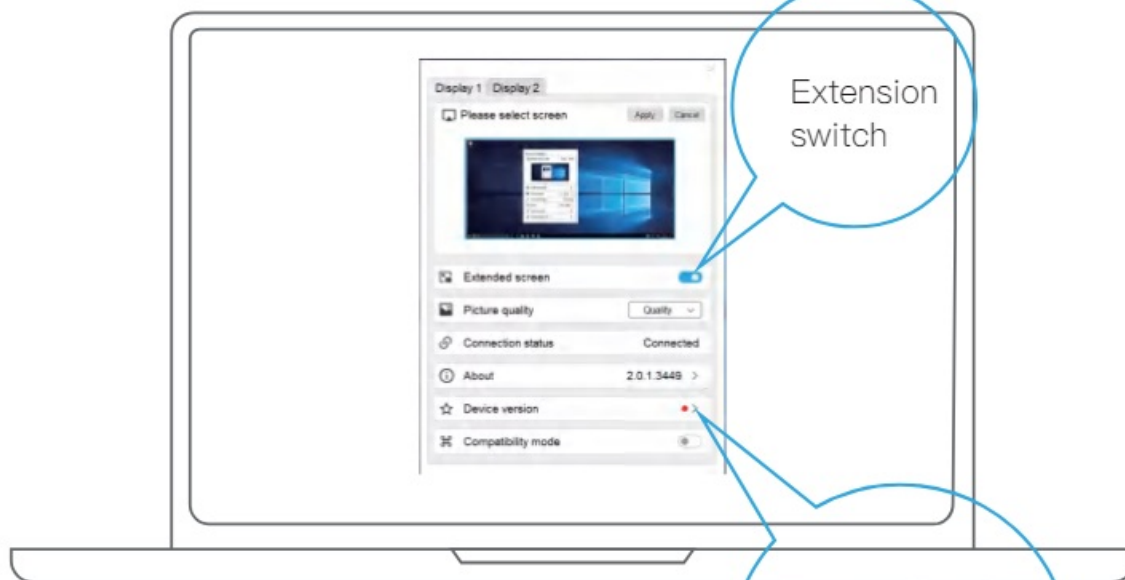 Extension
switch
Display 1 Display 2
Please select screen Apply Cancel
Extended screen
Picture quality Quality
Connection status Connected
About 2.0.1.3449 >
Device version >
Compatibility mode